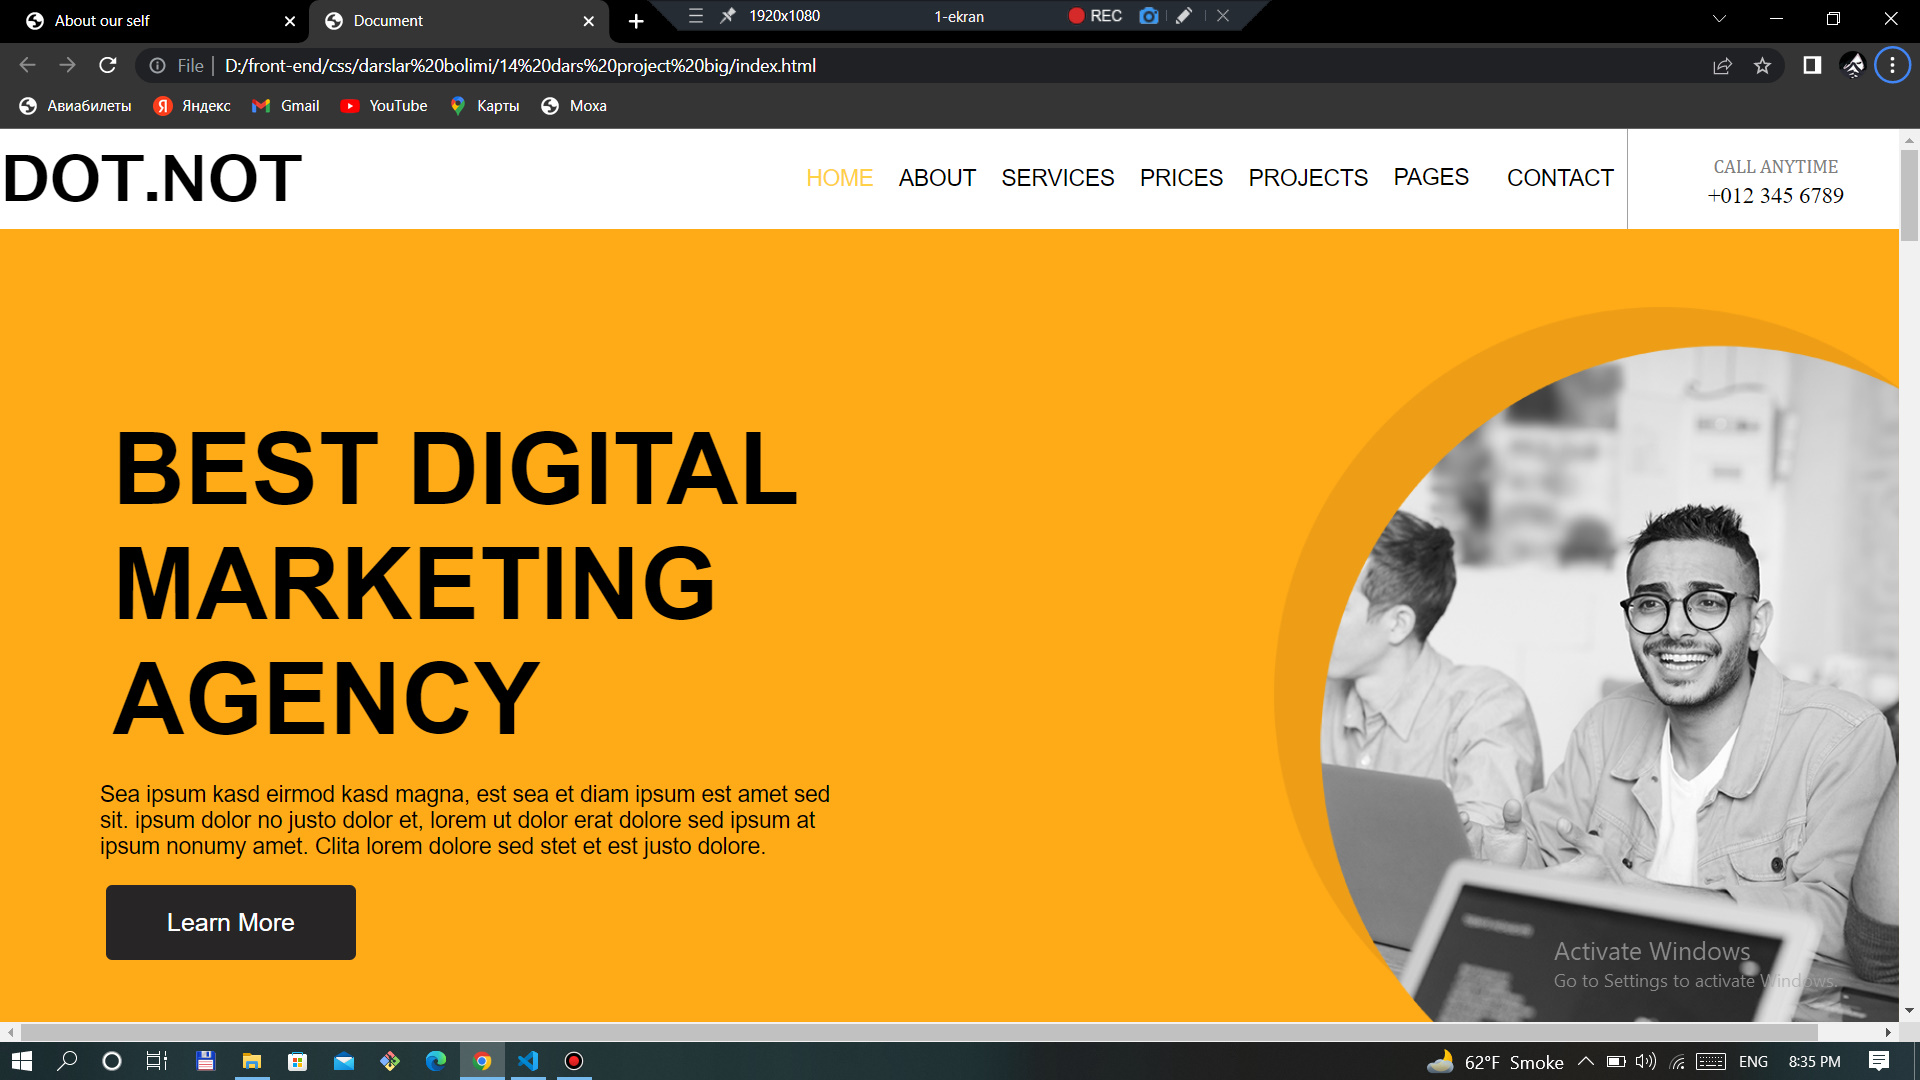 About our self
Document
1920x1080
1-ekran
REC
File
D:/front-end/css/darslar%20bolimi/14%20dars%20project%20big/index.html
Авиабилеты
Яндекс
Gmail
YouTube
Карты
Моха
DOT.NOT
HOME
ABOUT
SERVICES
PRICES
PROJECTS
PAGES
CONTACT
CALL ANYTIME
+012 345 6789
BEST DIGITAL
MARKETING
AGENCY
Sea ipsum kasd eirmod kasd magna, est sea et diam ipsum est amet sed
sit. ipsum dolor no justo dolor et, lorem ut dolor erat dolore sed ipsum at
ipsum nonumy amet. Clita lorem dolore sed stet et est justo dolore.
Learn More
Activate Windows
Go to Settings to activate Windows.
62°F Smoke
ENG
8:35 PM